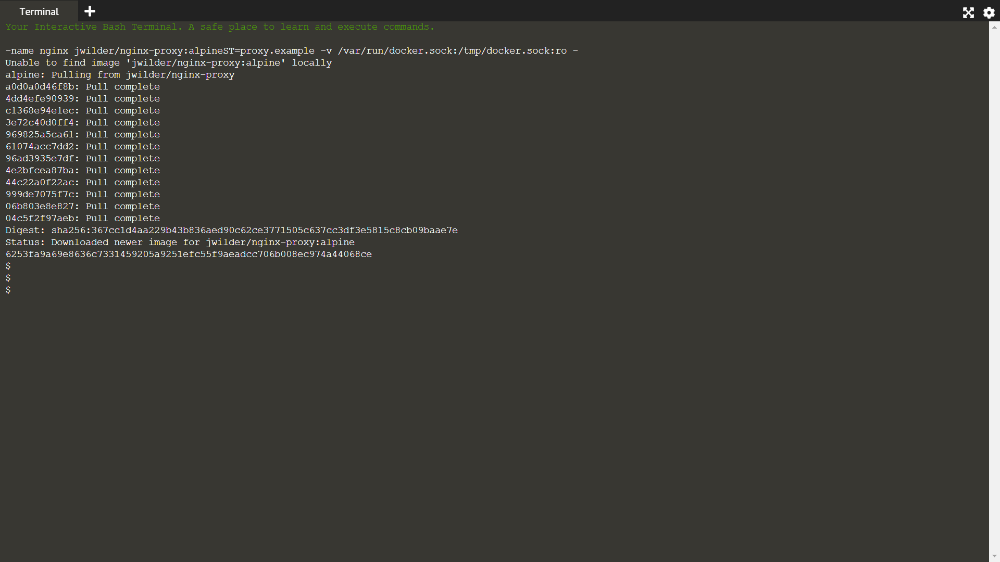 Terminal
Your Interactive Bash Terminal. A safe place to learn and execute commands.
-name nginx jwilder/nginx-proxy:alpineST=proxy.example -v /var/run/docker.sock:/tmp/docker.sock:ro -
Unable to find image 'jwilder/nginx-proxy:alpine' locally
alpine: Pulling from jwilder/nginx-proxy
a0d0a0d46f8b: Pull complete
4dd4efe90939: Pull complete
c1368e94e1ec: Pull complete
3e72c40d0ff4: Pull complete
969825a5ca61: Pull complete
61074acc7dd2: Pull complete
96ad3935e7df: Pull complete
4e2bfcea87ba: Pull complete
44c22a0f22ac: Pull complete
999de7075f7c: Pull complete
06b803e8e827: Pull complete
04c5f2f97aeb: Pull complete
Digest: sha256:367cc1d4aa229b43b836aed90c62ce3771505c637cc3df3e5815c8cb09baae7e
Status: Downloaded newer image for jwilder/nginx-proxy:alpine
6253fa9a69e8636c7331459205a9251efc55f9aeadcc706b008ec974a44068ce
$
$
$